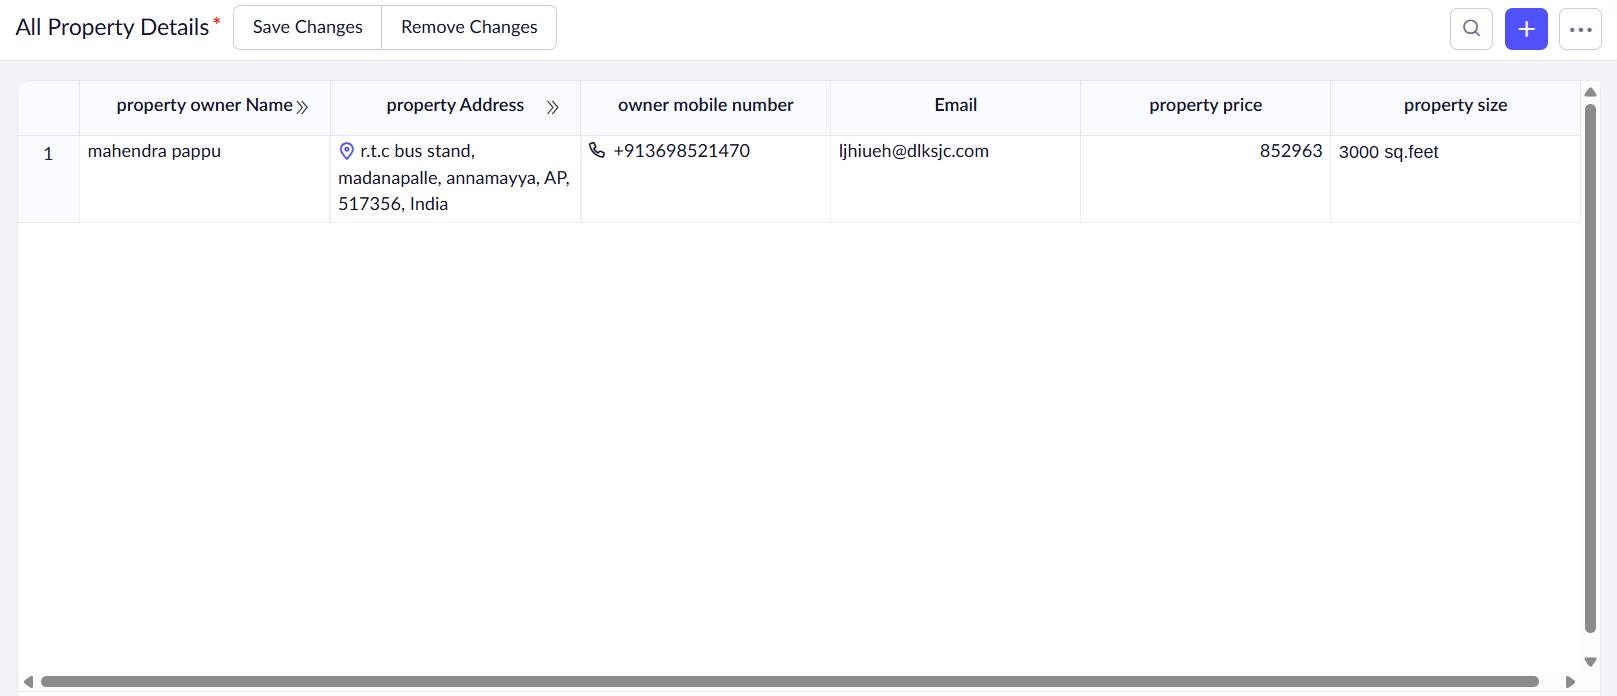 All Property Details*
Save Changes
Remove Changes
property owner Name
property Address
owner mobile number
Email
property price
property size
1
mahendra pappu
r.t.c bus stand,
madanapalle, annamayya, AP,
517356, India
+913698521470
ljhiueh@dlksjc.com
852963
3000 sq.feet